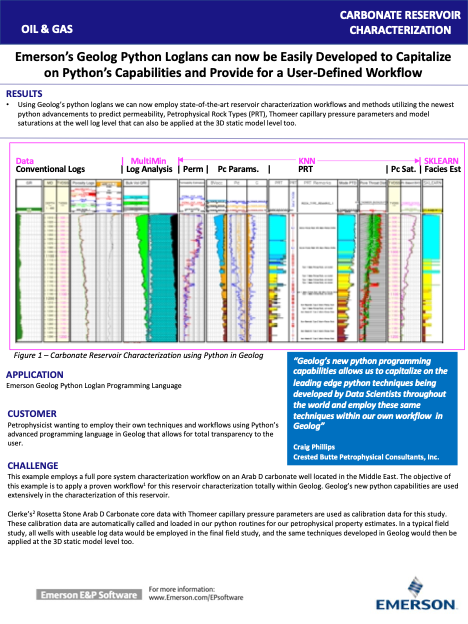 OIL & GAS
CARBONATE RESERVOIR
CHARACTERIZATION
Emerson's Geolog Python Loglans can now be Easily Developed to Capitalize
on Python's Capabilities and Provide for a User-Defined Workflow
RESULTS
• Using Geolog's python loglans we can now employ state-of-the-art reservoir characterization workflows and methods utilizing the newest
python advancements to predict permeability, Petrophysical Rock Types (PRT), Thomeer capillary pressure parameters and model
saturations at the well log level that can also be applied at the 3D static model level too.
Data | MultiMin KNN SKLEARN
Conventional Logs | Log Analysis | Perm | Pc Params. PRT | Pc Sat. | Facies Est
Figure 1 – Carbonate Reservoir Characterization using Python in Geolog
APPLICATION
Emerson Geolog Python Loglan Programming Language
CUSTOMER
Petrophysicist wanting to employ their own techniques and workflows using Python's
advanced programming language in Geolog that allows for total transparency to the
user.
"Geolog's new python programming
capabilities allows us to capitalize on the
leading edge python techniques being
developed by Data Scientists throughout
the world and employ these same
techniques within our own workflow in
Geolog"
Craig Phillips
Crested Butte Petrophysical Consultants, Inc.
CHALLENGE
This example employs a full pore system characterization workflow on an Arab D carbonate well located in the Middle East. The objective of
this example is to apply a proven workflow¹ for this reservoir characterization totally within Geolog. Geolog's new python capabilities are used
extensively in the characterization of this reservoir.
Clerke's² Rosetta Stone Arab D Carbonate core data with Thomeer capillary pressure parameters are used as calibration data for this study.
These calibration data are automatically called and loaded in our python routines for our petrophysical property estimates. In a typical field
study, all wells with useable log data would be employed in the final field study, and the same techniques developed in Geolog would then be
applied at the 3D static model level too.
Emerson E&P Software
For more information:
www.Emerson.com/EPsoftware
EMERSON